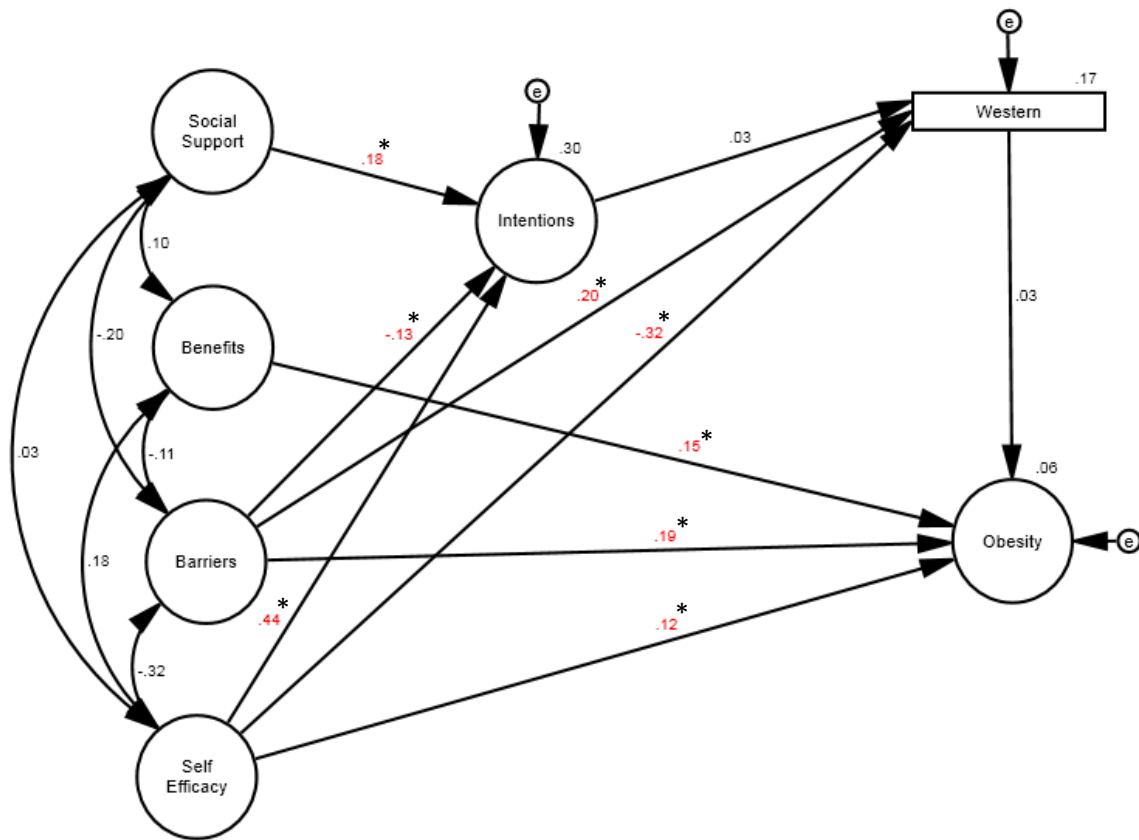 e
.17
Western
Social
Support
e
.18*
.30
.03
Intentions
.10
.20*
-.32*
-.13*
-.20
Benefits
.03
.03
-.11
.15*
.06
.18
Barriers
.19*
Obesity
e
.44*
.12*
-.32
Self
Efficacy